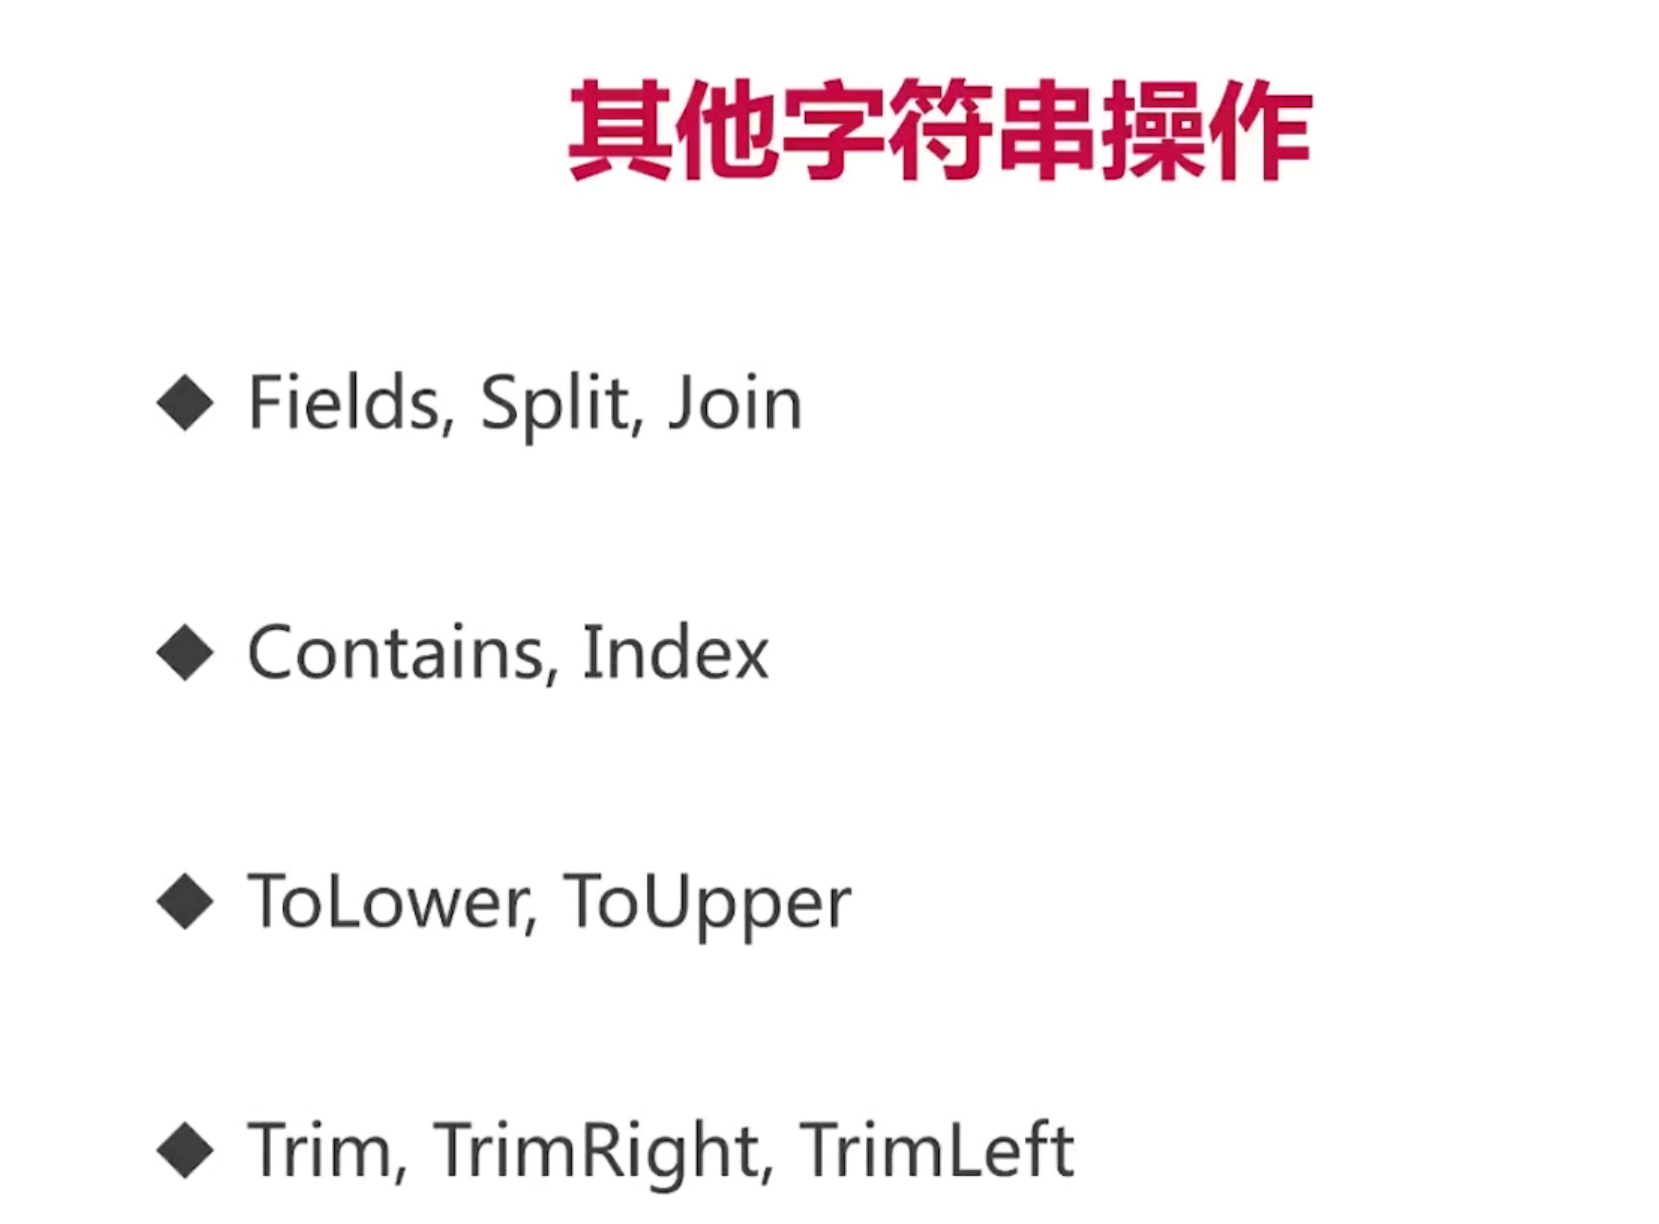 其他字符串操作
◆ Fields, Split, Join
◆ Contains, Index
◆ ToLower, ToUpper
◆ Trim, TrimRight, TrimLeft